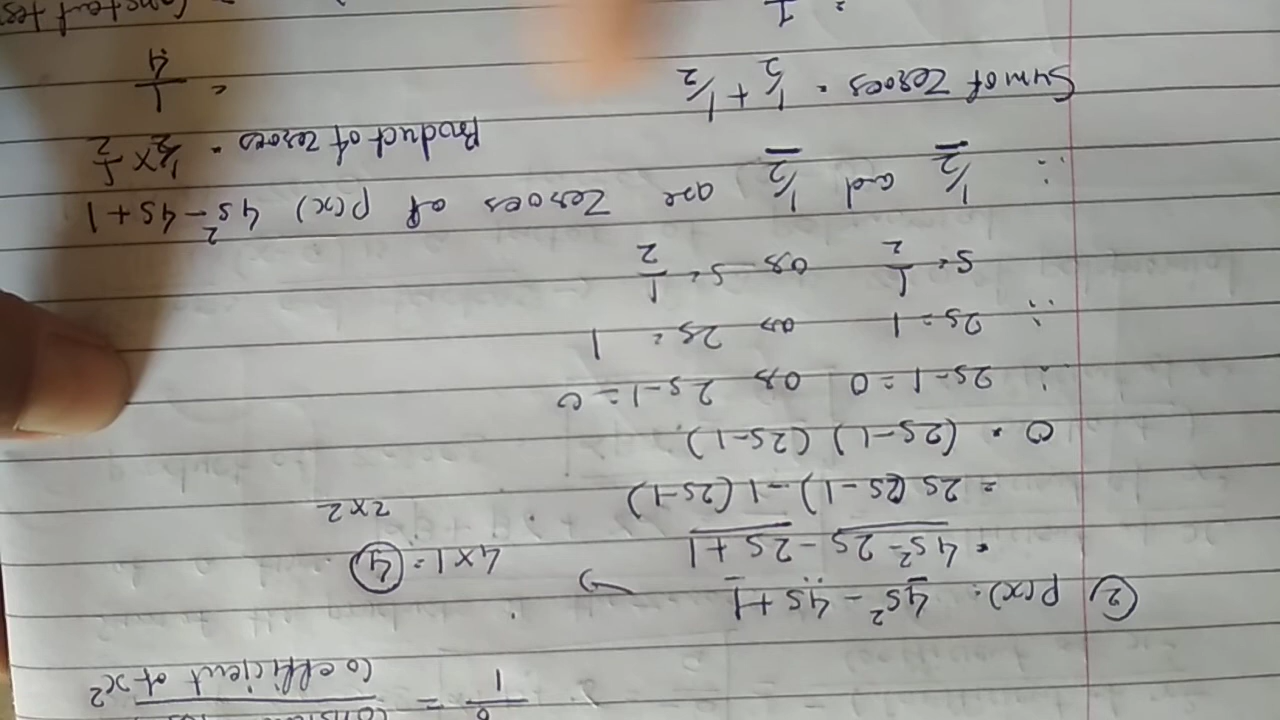 Coefficient of x²
② P(x): 4s² - 4s + 1
= 4s² - 2s - 2s + 1
4 × 1 = 4
2 × 2
= 2s (2s - 1) - 1 (2s - 1)
0 = (2s - 1) (2s - 1)
∴ 2s - 1 = 0 or 2s - 1 = 0
∴ 2s = 1 or 2s = 1
s = 1/2 or s = 1/2
∴ 1/2 and 1/2 are zeroes of P(x) 4s² - 4s + 1
Sum of zeroes = 1/2 + 1/2
Product of zeroes = 1/2 × 1/2
= 1/4